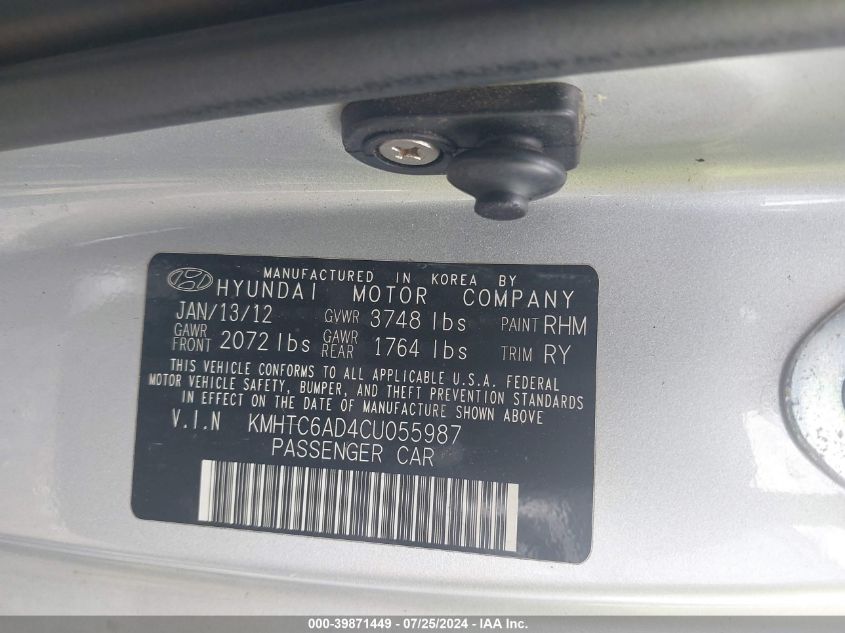 MANUFACTURED IN KOREA BY
HYUNDAI MOTOR COMPANY
JAN/13/12 GVWR 3748 lbs PAINT RHM
GAWR FRONT 2072 lbs GAWR REAR 1764 lbs TRIM RY
THIS VEHICLE CONFORMS TO ALL APPLICABLE U.S.A. FEDERAL
MOTOR VEHICLE SAFETY, BUMPER, AND THEFT PREVENTION STANDARDS
IN EFFECT ON THE DATE OF MANUFACTURE SHOWN ABOVE
V.I.N KMHTC6AD4CU055987
PASSENGER CAR
000-39871449 - 07/25/2024 - IAA Inc.